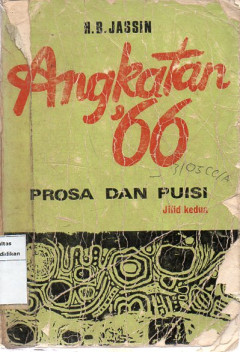 H.B. JASSIN
Angkatan
'66
PROSA DAN PUISI
Jilid kedua